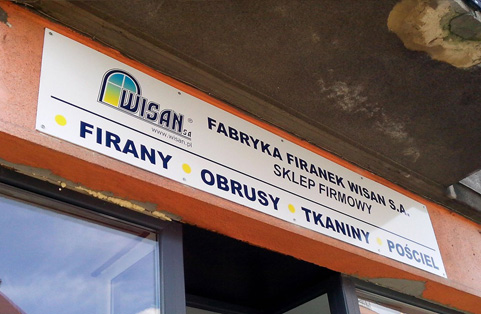 WISAN S.A. ®
www.wisan.pl
FABRYKA FIRANEK WISAN S.A.
SKLEP FIRMOWY
• FIRANY • OBRUSY • TKANINY • POŚCIEL